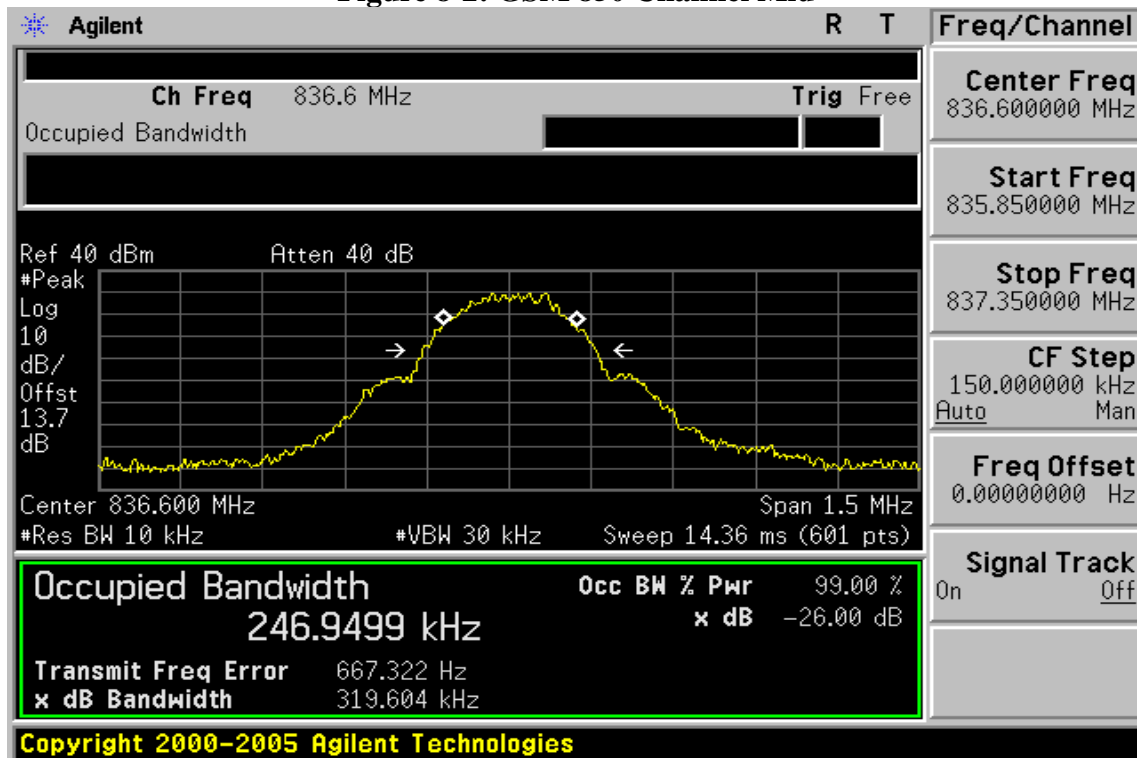 Agilent R T
Ch Freq 836.6 MHz Trig Free
Occupied Bandwidth
Ref 40 dBm Atten 40 dB
#Peak
Log
10
dB/
Offst
13.7
dB
Center 836.600 MHz Span 1.5 MHz
#Res BW 10 kHz #VBW 30 kHz Sweep 14.36 ms (601 pts)
Occupied Bandwidth Occ BW % Pwr 99.00 %
246.9499 kHz x dB -26.00 dB
Transmit Freq Error 667.322 Hz
x dB Bandwidth 319.604 kHz
Copyright 2000-2005 Agilent Technologies
Freq/Channel
Center Freq
836.600000 MHz
Start Freq
835.850000 MHz
Stop Freq
837.350000 MHz
CF Step
150.000000 kHz
Auto Man
Freq Offset
0.00000000 Hz
Signal Track
On Off